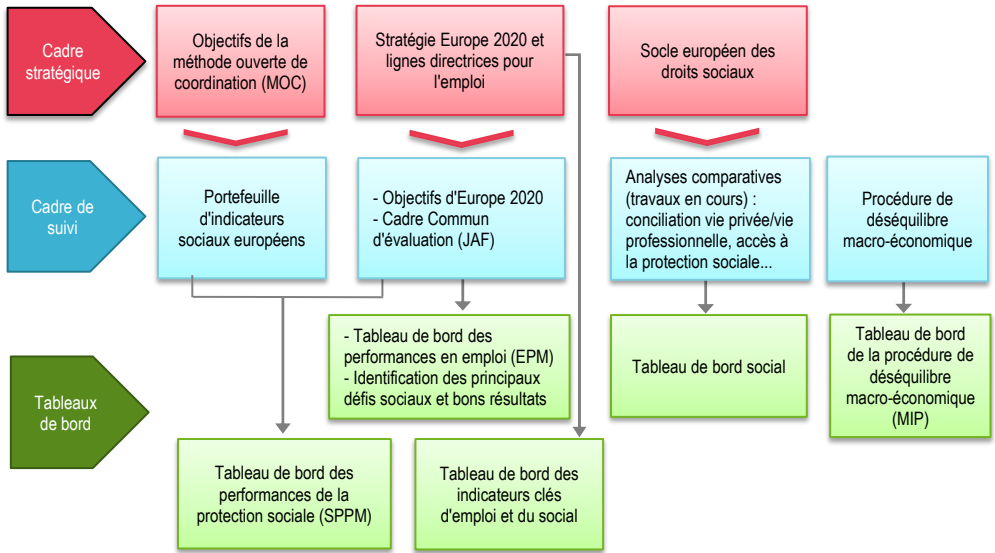 Cadre
stratégique
Objectifs de la
méthode ouverte de
coordination (MOC)
Stratégie Europe 2020 et
lignes directrices pour
l'emploi
Socle européen des
droits sociaux
Cadre de
suivi
Portefeuille
d'indicateurs
sociaux européens
- Objectifs d'Europe 2020
- Cadre Commun
d'évaluation (JAF)
Analyses comparatives
(travaux en cours) :
conciliation vie privée/vie
professionnelle, accès à
la protection sociale...
Procédure de
déséquilibre
macro-économique
Tableaux
de bord
- Tableau de bord des
performances en emploi (EPM)
- Identification des principaux
défis sociaux et bons résultats
Tableau de bord social
Tableau de bord
de la procédure de
déséquilibre
macro-économique
(MIP)
Tableau de bord des
performances de la
protection sociale (SPPM)
Tableau de bord des
indicateurs clés
d'emploi et du social